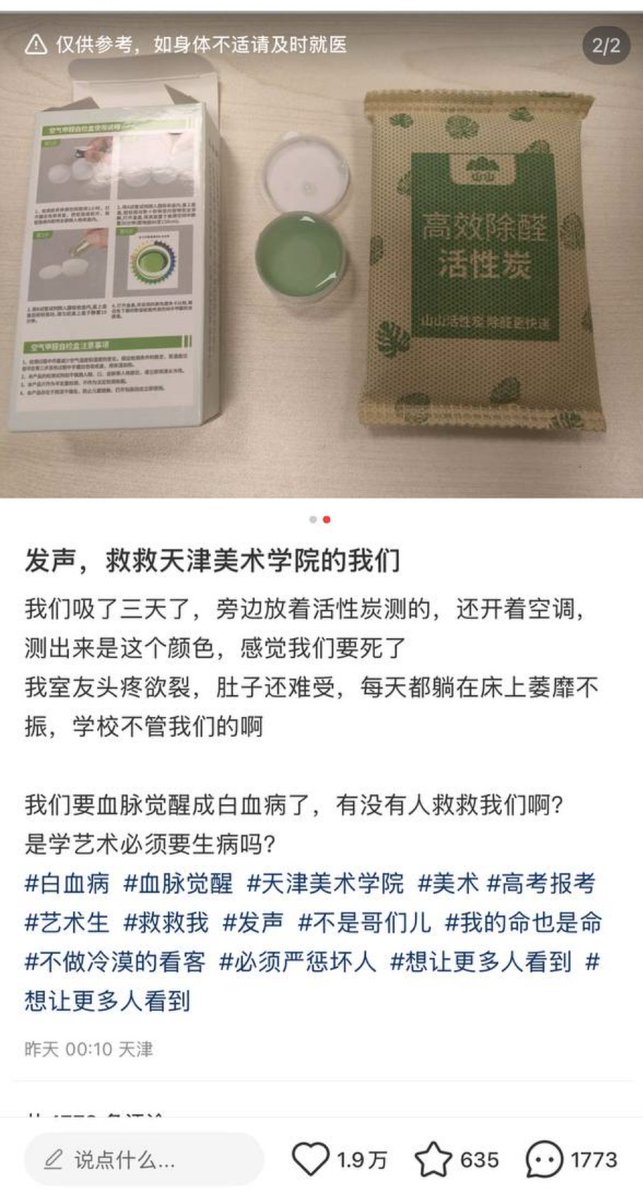 仅供参考，如身体不适请及时就医
2/2
空气甲醛自检盒使用说明
空气甲醛自检盒注意事项
山山
高效除醛
活性炭
山山活性炭 除醛更快速
发声，救救天津美术学院的我们
我们吸了三天了，旁边放着活性炭测的，还开着空调，
测出来是这个颜色，感觉我们要死了
我室友头疼欲裂，肚子还难受，每天都躺在床上萎靡不
振，学校不管我们的啊
我们要血脉觉醒成白血病了，有没有人救救我们啊？
是学艺术必须要生病吗？
#白血病 #血脉觉醒 #天津美术学院 #美术 #高考报考
#艺术生 #救救我 #发声 #不是哥们儿 #我的命也是命
#不做冷漠的看客 #必须严惩坏人 #想让更多人看到 #
想让更多人看到
昨天 00:10 天津
说点什么...
1.9万
635
1773